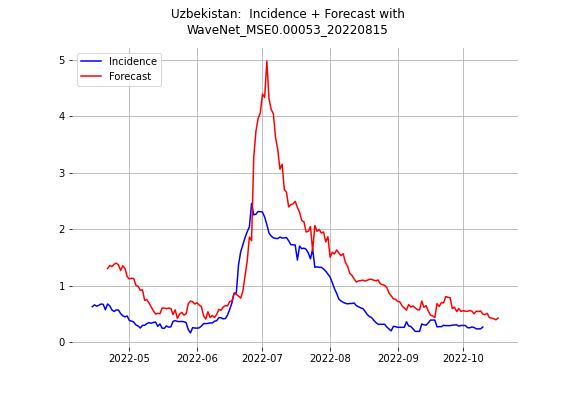 Uzbekistan:  Incidence + Forecast with
WaveNet_MSE0.00053_20220815
Incidence
Forecast
5
4
3
2
1
0
2022-05 2022-06 2022-07 2022-08 2022-09 2022-10